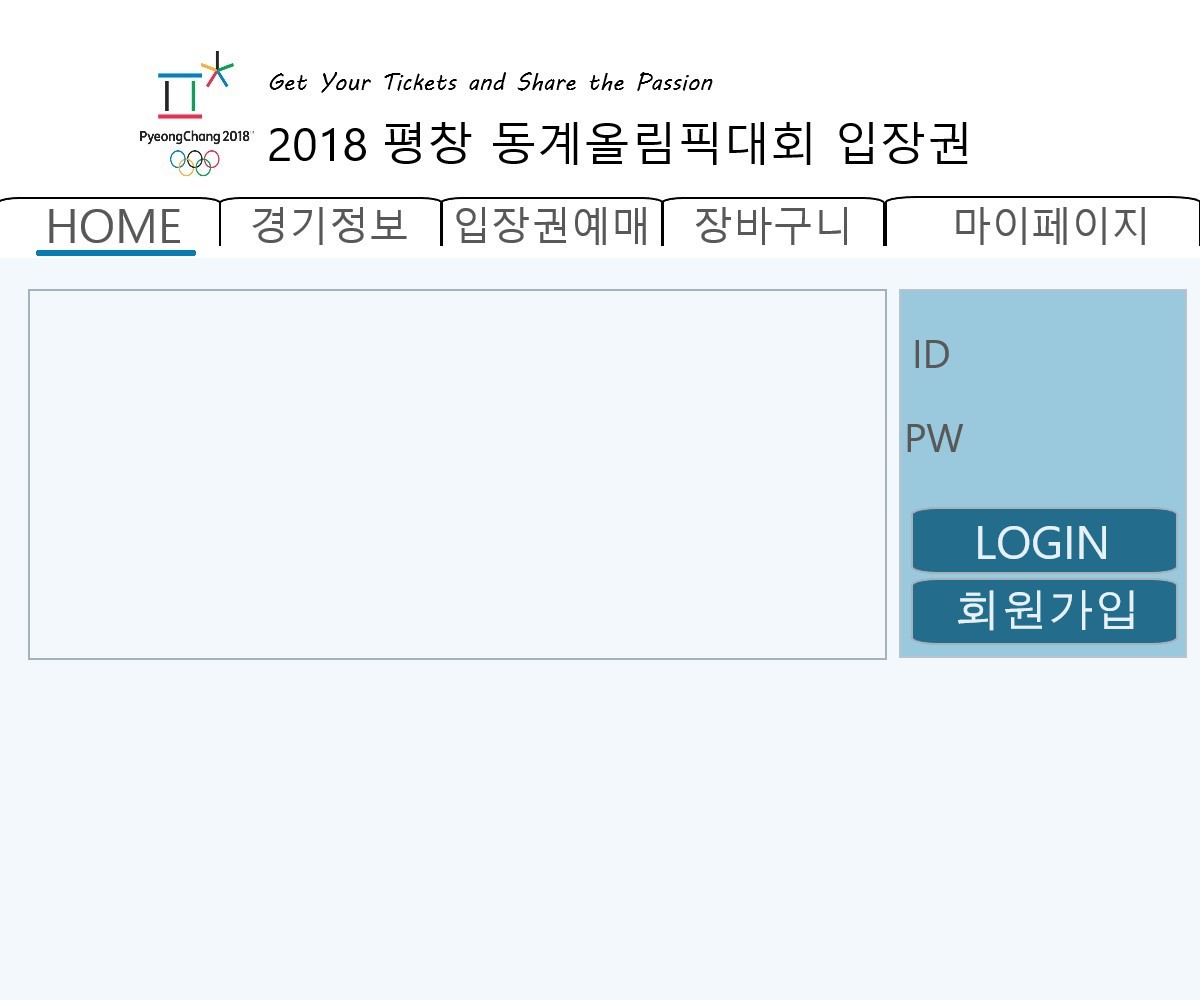 Get Your Tickets and Share the Passion
PyeongChang 2018
2018 평창 동계올림픽대회 입장권
HOME 경기정보 입장권예매 장바구니 마이페이지
ID
PW
LOGIN
회원가입